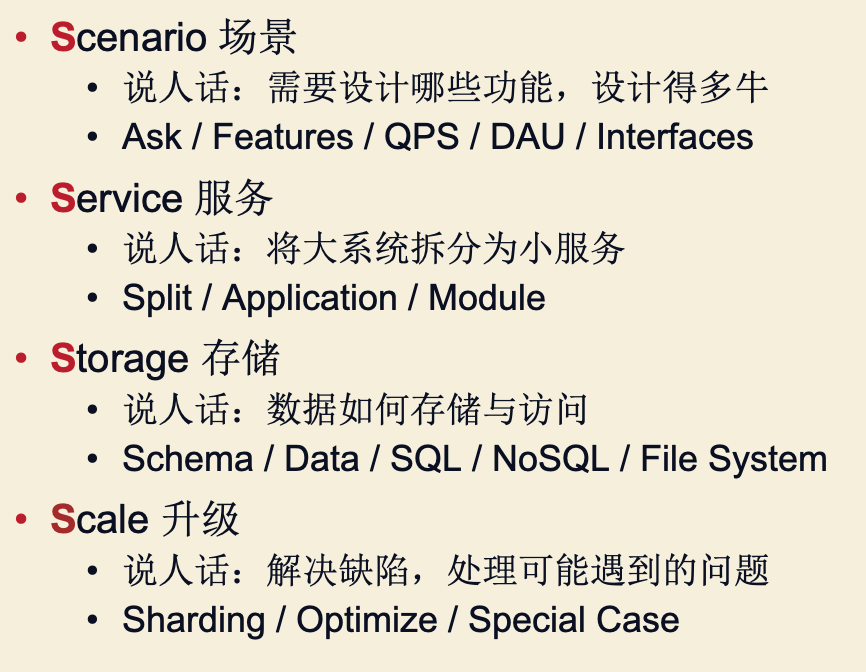 • Scenario 场景
• 说人话：需要设计哪些功能，设计得多牛
• Ask / Features / QPS / DAU / Interfaces
• Service 服务
• 说人话：将大系统拆分为小服务
• Split / Application / Module
• Storage 存储
• 说人话：数据如何存储与访问
• Schema / Data / SQL / NoSQL / File System
• Scale 升级
• 说人话：解决缺陷，处理可能遇到的问题
• Sharding / Optimize / Special Case